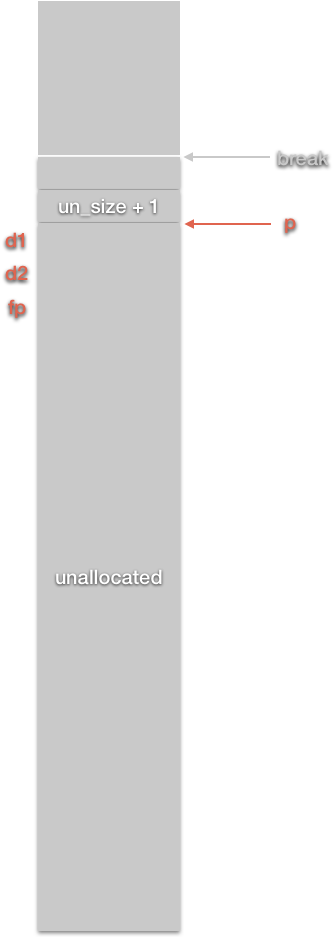 break
un_size + 1
p
d1
d2
fp
unallocated